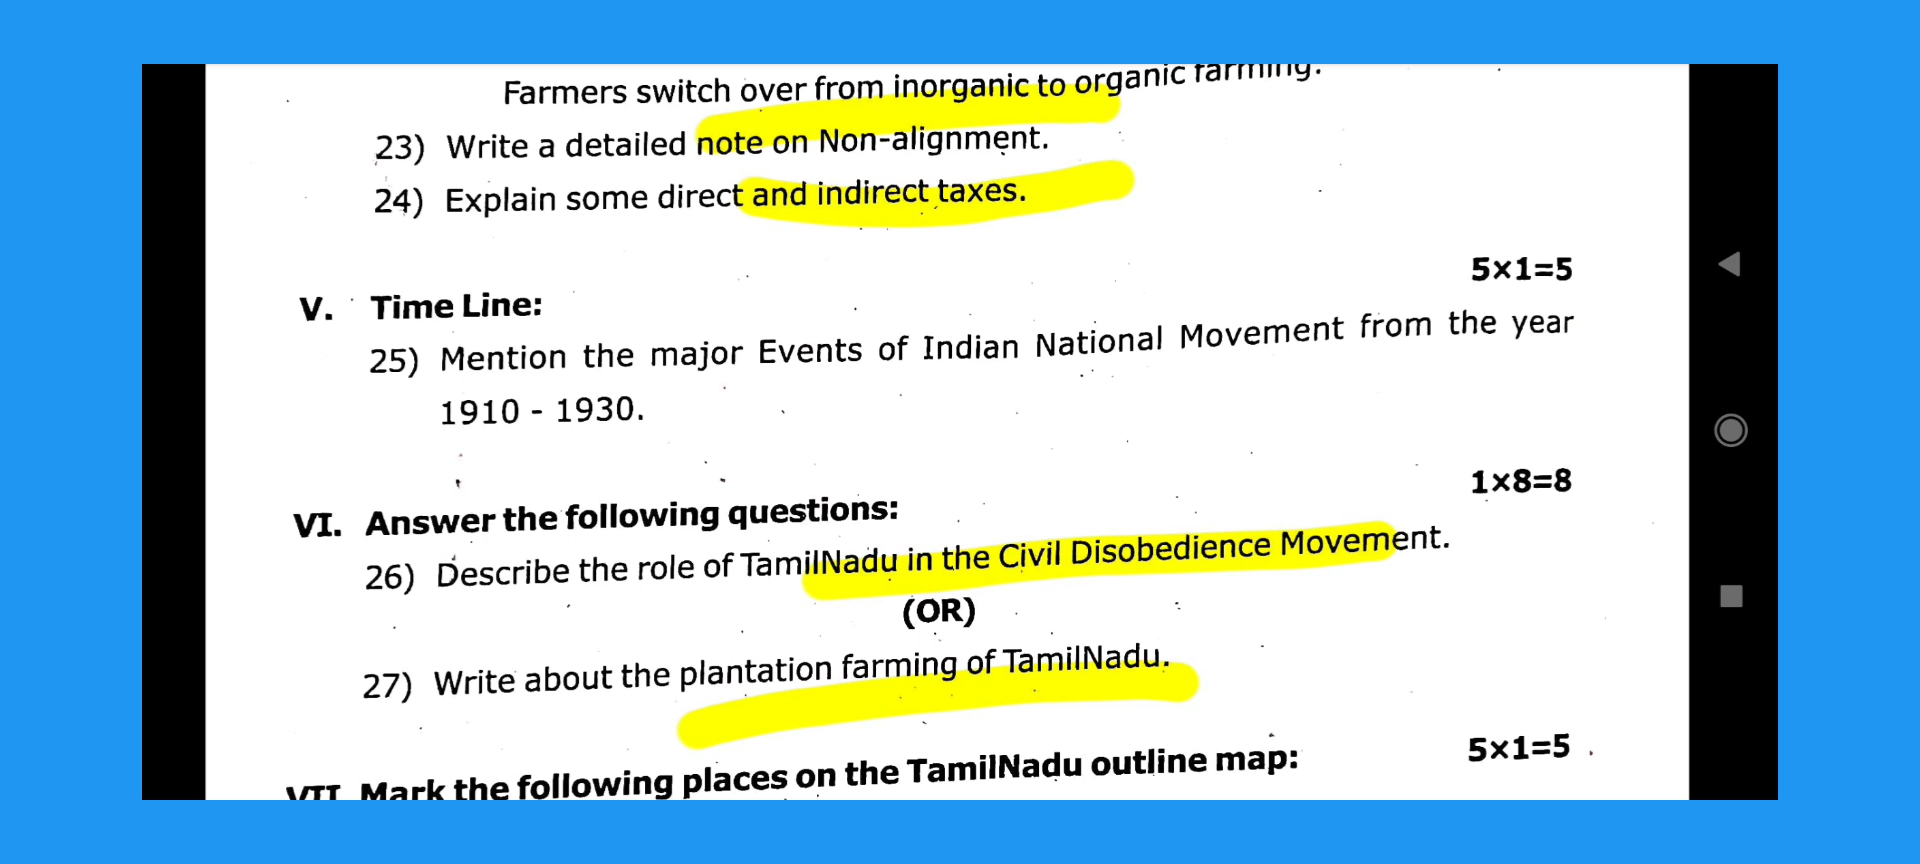 Farmers switch over from inorganic to organic farming.
23) Write a detailed note on Non-alignment.
24) Explain some direct and indirect taxes.
5×1=5
V. Time Line:
25) Mention the major Events of Indian National Movement from the year
1910 - 1930.
1×8=8
VI. Answer the following questions:
26) Describe the role of TamilNadu in the Civil Disobedience Movement.
(OR)
27) Write about the plantation farming of TamilNadu.
5×1=5
VII Mark the following places on the TamilNadu outline map: